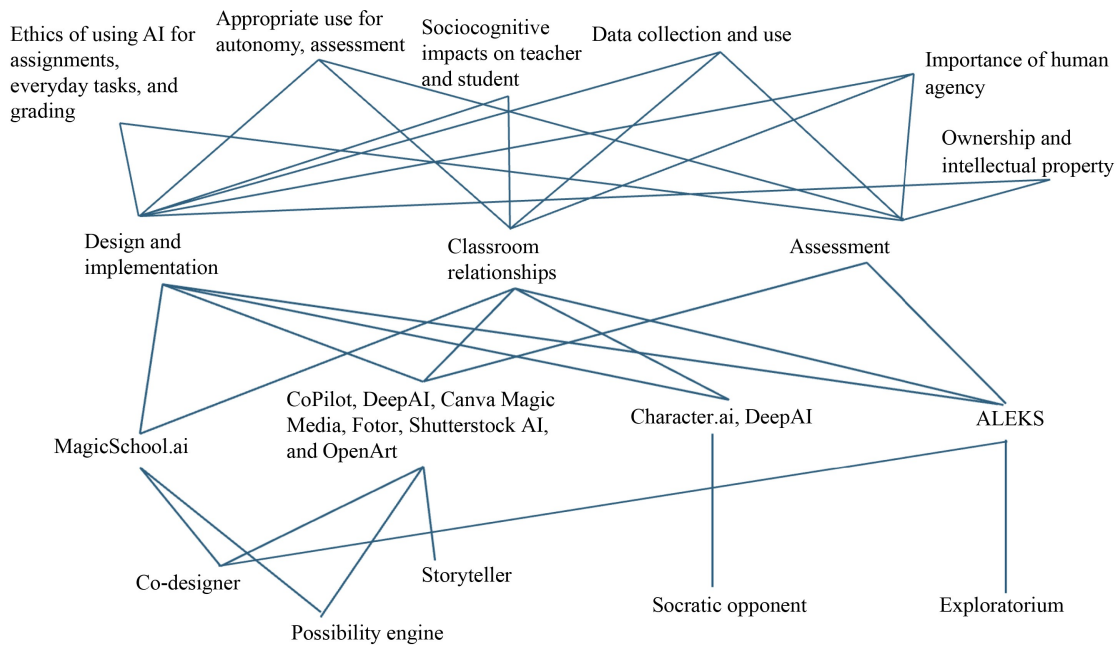 Ethics of using AI for
assignments,
everyday tasks, and
grading
Appropriate use for
autonomy, assessment
Sociocognitive
impacts on teacher
and student
Data collection and use
Importance of human
agency
Ownership and
intellectual property
Design and
implementation
Classroom
relationships
Assessment
MagicSchool.ai
CoPilot, DeepAI, Canva Magic
Media, Fotor, Shutterstock AI,
and OpenArt
Character.ai, DeepAI
ALEKS
Co-designer
Possibility engine
Storyteller
Socratic opponent
Exploratorium